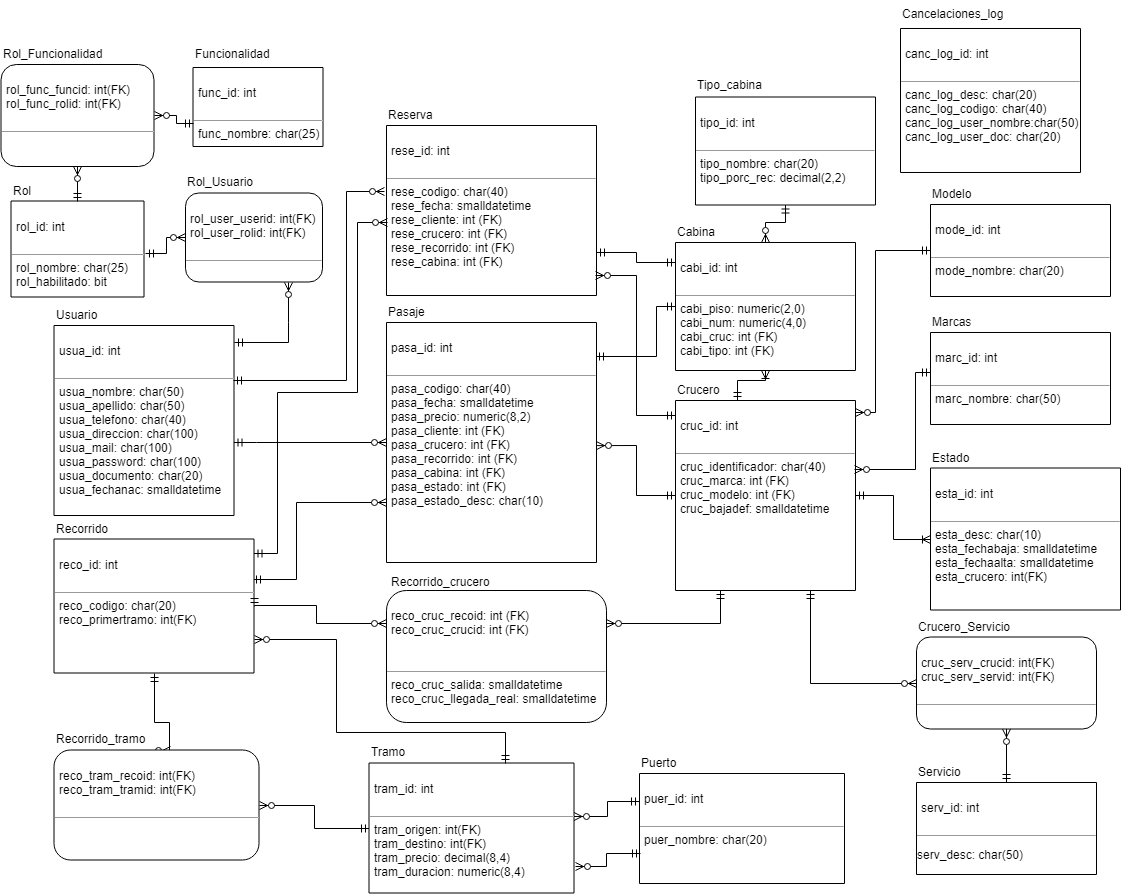 Rol_Funcionalidad
rol_func_funcid: int(FK)
rol_func_rolid: int(FK)
Funcionalidad
func_id: int
func_nombre: char(25)
Rol
rol_id: int
rol_nombre: char(25)
rol_habilitado: bit
Rol_Usuario
rol_user_userid: int(FK)
rol_user_rolid: int(FK)
Usuario
usua_id: int
usua_nombre: char(50)
usua_apellido: char(50)
usua_telefono: char(40)
usua_direccion: char(100)
usua_mail: char(100)
usua_password: char(100)
usua_documento: char(20)
usua_fechanac: smalldatetime
Recorrido
reco_id: int
reco_codigo: char(20)
reco_primertramo: int(FK)
Recorrido_tramo
reco_tram_recoid: int(FK)
reco_tram_tramid: int(FK)
Reserva
rese_id: int
rese_codigo: char(40)
rese_fecha: smalldatetime
rese_cliente: int (FK)
rese_crucero: int (FK)
rese_recorrido: int (FK)
rese_cabina: int (FK)
Pasaje
pasa_id: int
pasa_codigo: char(40)
pasa_fecha: smalldatetime
pasa_precio: numeric(8,2)
pasa_cliente: int (FK)
pasa_crucero: int (FK)
pasa_recorrido: int (FK)
pasa_cabina: int (FK)
pasa_estado: int (FK)
pasa_estado_desc: char(10)
Recorrido_crucero
reco_cruc_recoid: int (FK)
reco_cruc_crucid: int (FK)
reco_cruc_salida: smalldatetime
reco_cruc_llegada_real: smalldatetime
Tramo
tram_id: int
tram_origen: int(FK)
tram_destino: int(FK)
tram_precio: decimal(8,4)
tram_duracion: numeric(8,4)
Puerto
puer_id: int
puer_nombre: char(20)
Tipo_cabina
tipo_id: int
tipo_nombre: char(20)
tipo_porc_rec: decimal(2,2)
Cabina
cabi_id: int
cabi_piso: numeric(2,0)
cabi_num: numeric(4,0)
cabi_cruc: int (FK)
cabi_tipo: int (FK)
Crucero
cruc_id: int
cruc_identificador: char(40)
cruc_marca: int (FK)
cruc_modelo: int (FK)
cruc_bajadef: smalldatetime
Cancelaciones_log
canc_log_id: int
canc_log_desc: char(20)
canc_log_codigo: char(40)
canc_log_user_nombre:char(50)
canc_log_user_doc: char(20)
Modelo
mode_id: int
mode_nombre: char(20)
Marcas
marc_id: int
marc_nombre: char(50)
Estado
esta_id: int
esta_desc: char(10)
esta_fechabaja: smalldatetime
esta_fechaalta: smalldatetime
esta_crucero: int(FK)
Crucero_Servicio
cruc_serv_crucid: int(FK)
cruc_serv_servid: int(FK)
Servicio
serv_id: int
serv_desc: char(50)